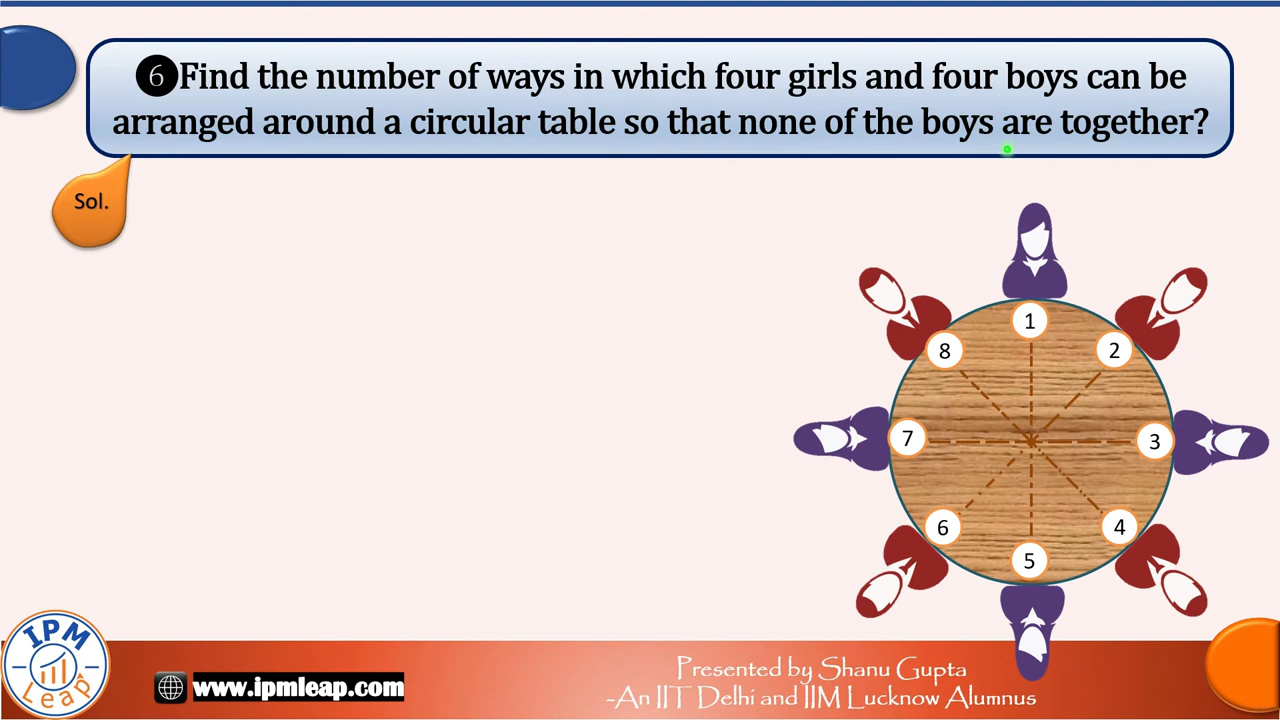 ❻Find the number of ways in which four girls and four boys can be
arranged around a circular table so that none of the boys are together?
Sol.
1
8
2
7
3
6
4
5
IPM
Leap
www.ipmleap.com
Presented by Shanu Gupta
-An IIT Delhi and IIM Lucknow Alumnus